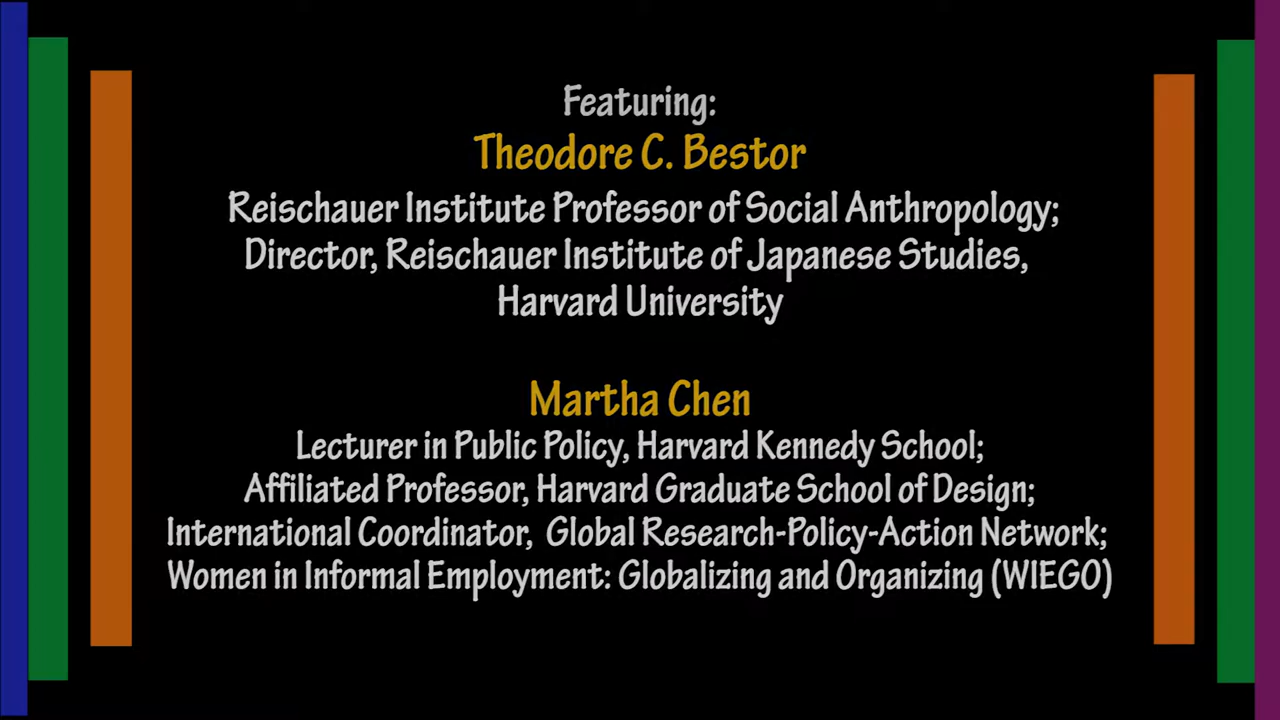 Featuring:
Theodore C. Bestor
Reischauer Institute Professor of Social Anthropology;
Director, Reischauer Institute of Japanese Studies,
Harvard University
Martha Chen
Lecturer in Public Policy, Harvard Kennedy School;
Affiliated Professor, Harvard Graduate School of Design;
International Coordinator, Global Research-Policy-Action Network;
Women in Informal Employment: Globalizing and Organizing (WIEGO)